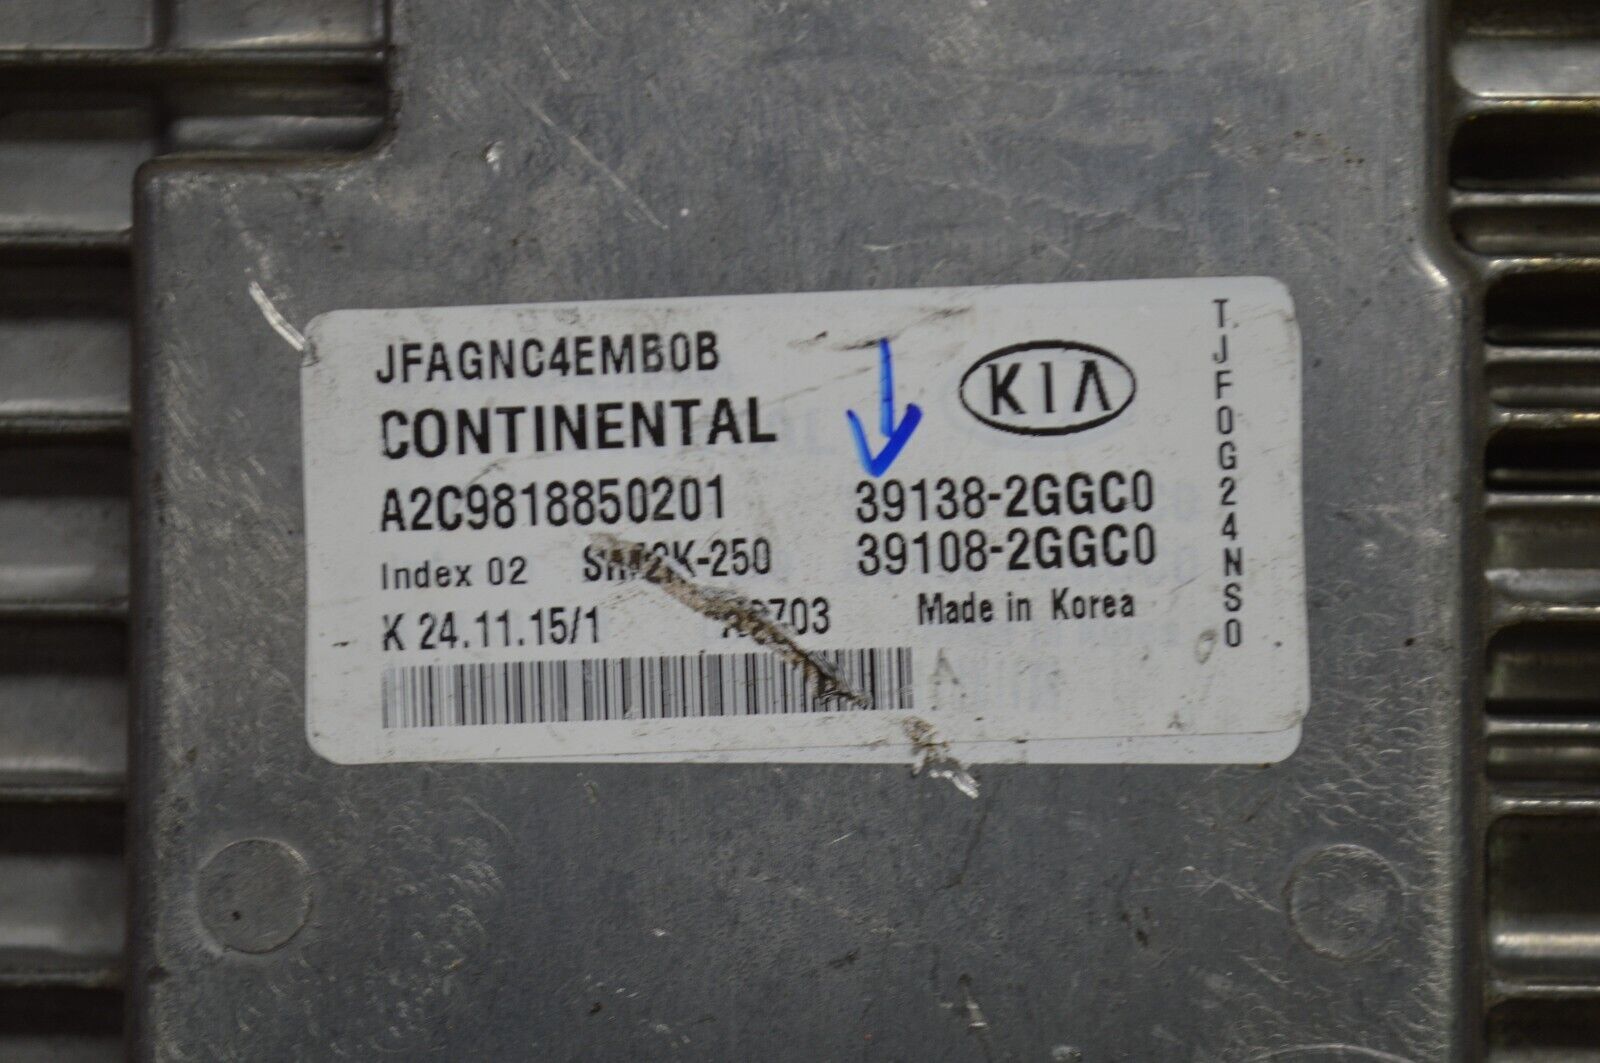 JFAGNC4EMB0B
CONTINENTAL
KIA
A2C9818850201 39138-2GGC0
39108-2GGC0
Index 02
K 24.11.15/1 Made in Korea
TJF0G24NS0